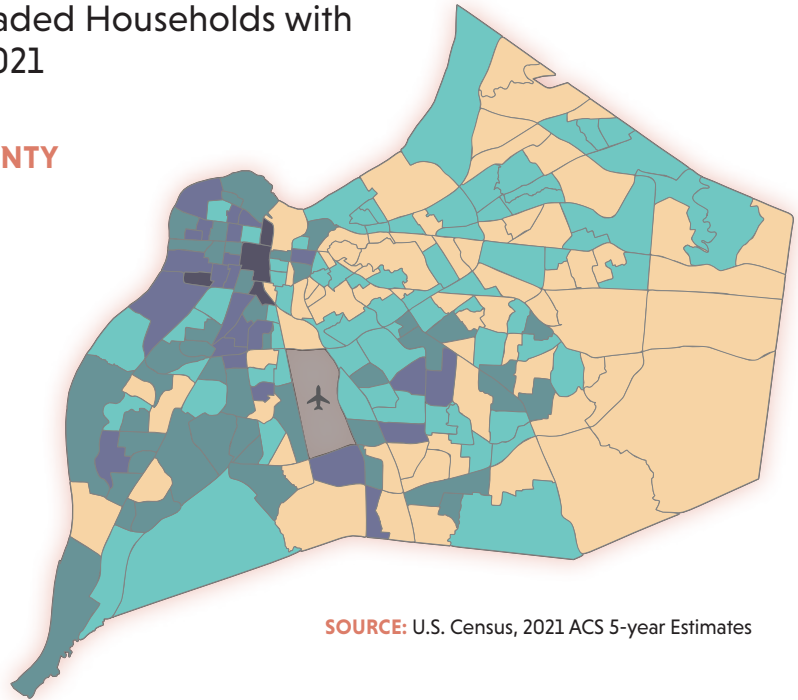 aded Households with
021
NTY
SOURCE: U.S. Census, 2021 ACS 5-year Estimates